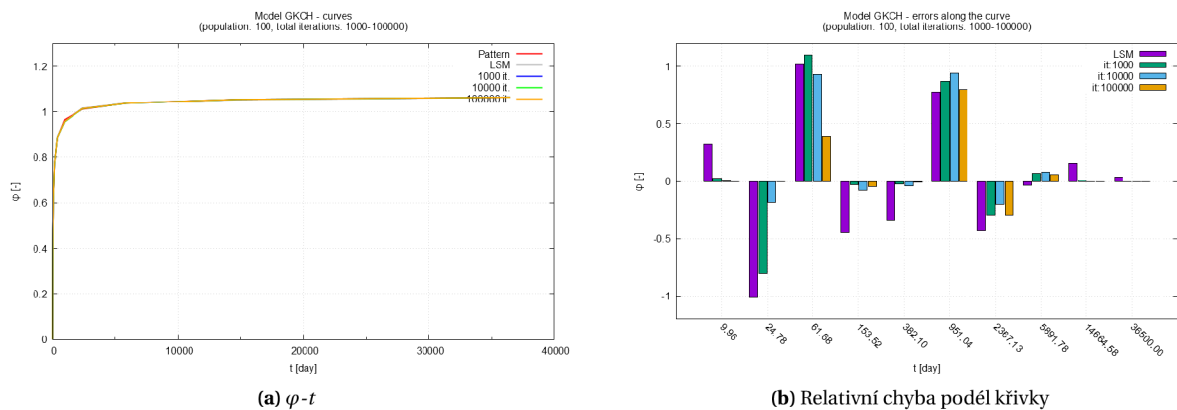 Model GKCH - curves
(population: 100, total iterations: 1000-100000)
Pattern
LSM
1000 it.
10000 it.
100000 it.
1.2
1
0.8
0.6
0.4
0.2
0
φ [-]
0 10000 20000 30000 40000
t [day]
(a) φ-t
Model GKCH - errors along the curve
(population: 100, total iterations: 1000-100000)
LSM
it:1000
it:10000
it:100000
1
0.5
0
-0.5
-1
φ [-]
9.96 24.78 61.68 153.52 382.10 951.04 2367.13 5891.78 14664.58 36500.00
t [day]
(b) Relativní chyba podél křivky